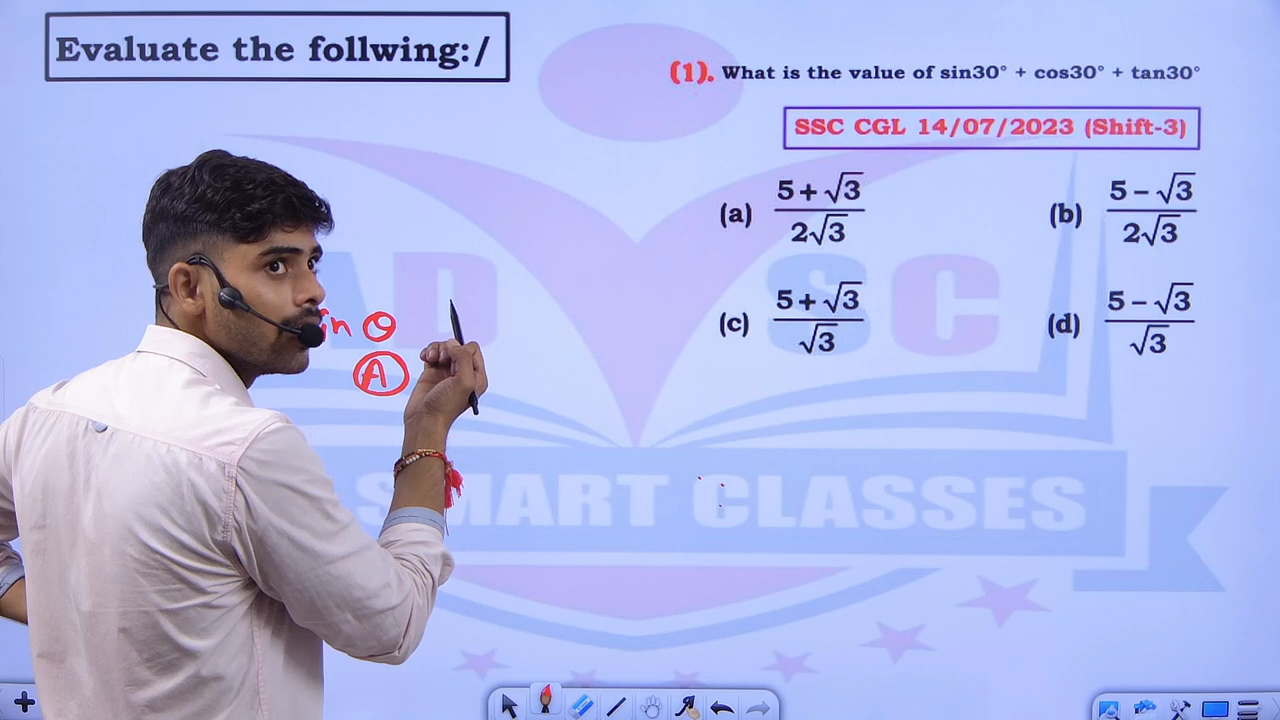 Evaluate the follwing:/
(1). What is the value of sin30° + cos30° + tan30°
SSC CGL 14/07/2023 (Shift-3)
(a) (5 + √3)/(2√3)
(b) (5 − √3)/(2√3)
(c) (5 + √3)/√3
(d) (5 − √3)/√3
θ
A
D SC
SMART CLASSES